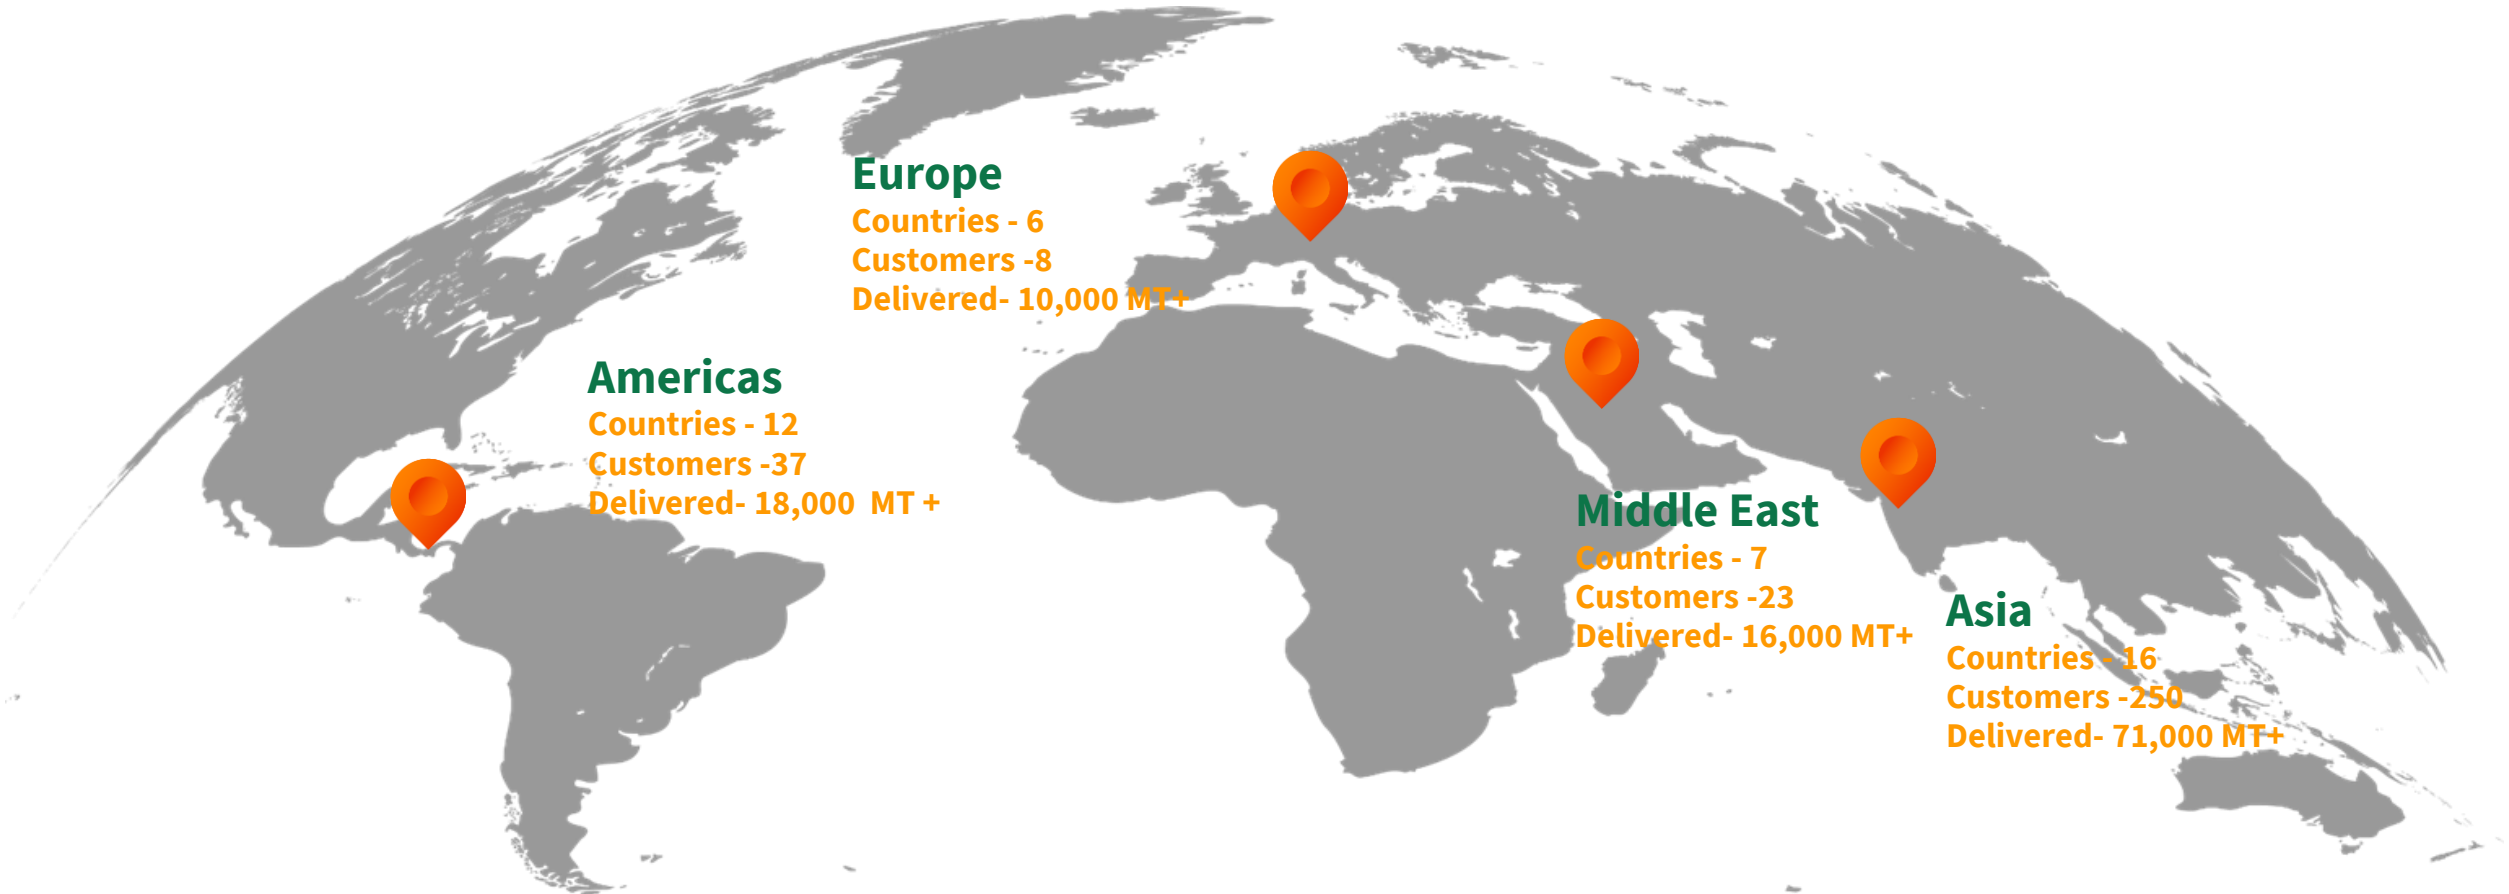 Europe
Countries - 6
Customers -8
Delivered- 10,000 MT+
Americas
Countries - 12
Customers -37
Delivered- 18,000 MT +
Middle East
Countries - 7
Customers -23
Delivered- 16,000 MT+
Asia
Countries - 16
Customers -250
Delivered- 71,000 MT+